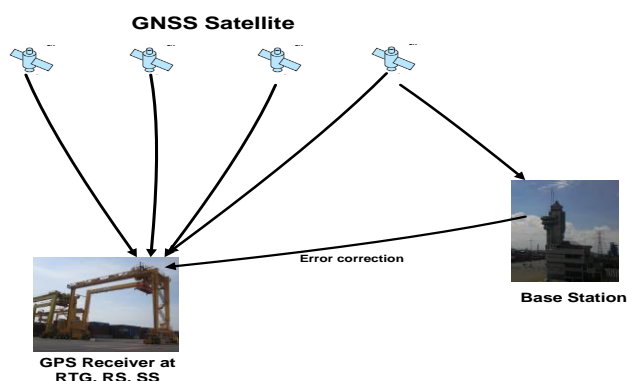 GNSS Satellite
Error correction
Base Station
GPS Receiver at
RTG, RS, SS